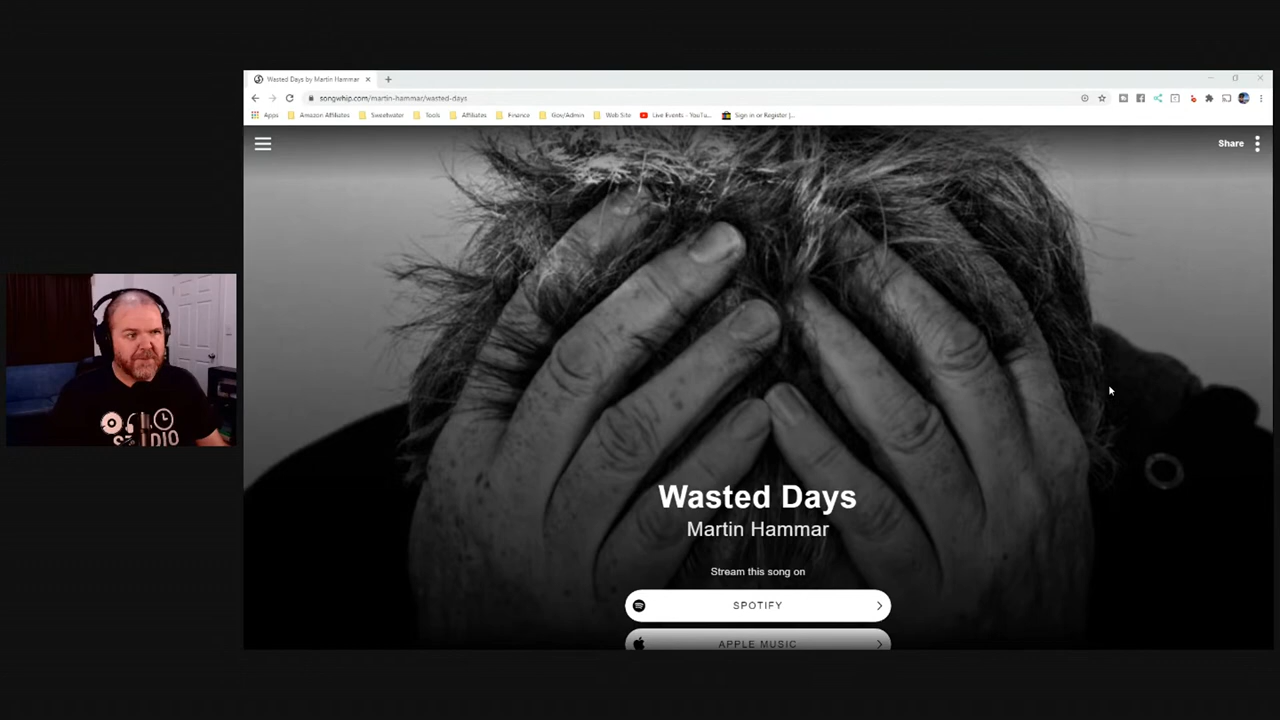 Wasted Days by Martin Hammar
songwhip.com/martin-hammar/wasted-days
Apps Amazon Affiliates Sweetwater Tools Affiliates Finance Gov/Admin Web Site Live Events - YouTu... Sign in or Register |...
Share
STUDIO
Wasted Days
Martin Hammar
Stream this song on
SPOTIFY
APPLE MUSIC